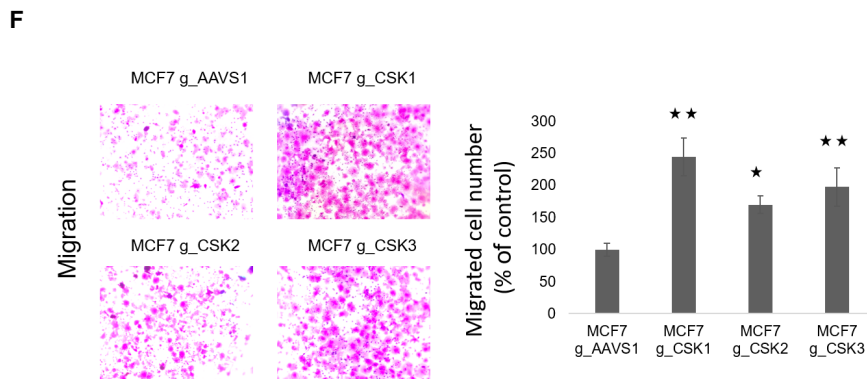 F
MCF7 g_AAVS1
MCF7 g_CSK1
Migration
MCF7 g_CSK2
MCF7 g_CSK3
Migrated cell number
(% of control)
300
250
200
150
100
50
0
★★
★
★★
MCF7
g_AAVS1
MCF7
g_CSK1
MCF7
g_CSK2
MCF7
g_CSK3